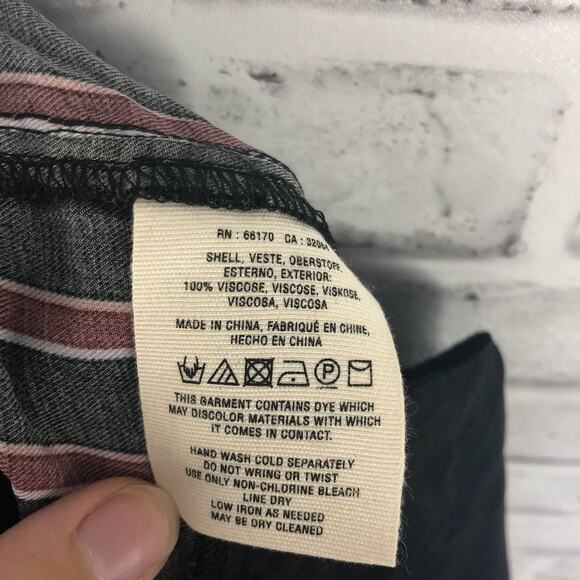 RN : 66170 CA :
SHELL, VESTE, OBERSTOFF,
ESTERNO, EXTERIOR:
100% VISCOSE, VISCOSE, VISKOSE,
VISCOSA, VISCOSA
MADE IN CHINA, FABRIQUÉ EN CHINE,
HECHO EN CHINA
P
THIS GARMENT CONTAINS DYE WHICH
MAY DISCOLOR MATERIALS WITH WHICH
IT COMES IN CONTACT.
HAND WASH COLD SEPARATELY
DO NOT WRING OR TWIST
USE ONLY NON-CHLORINE BLEACH
LINE DRY
LOW IRON AS NEEDED
MAY BE DRY CLEANED